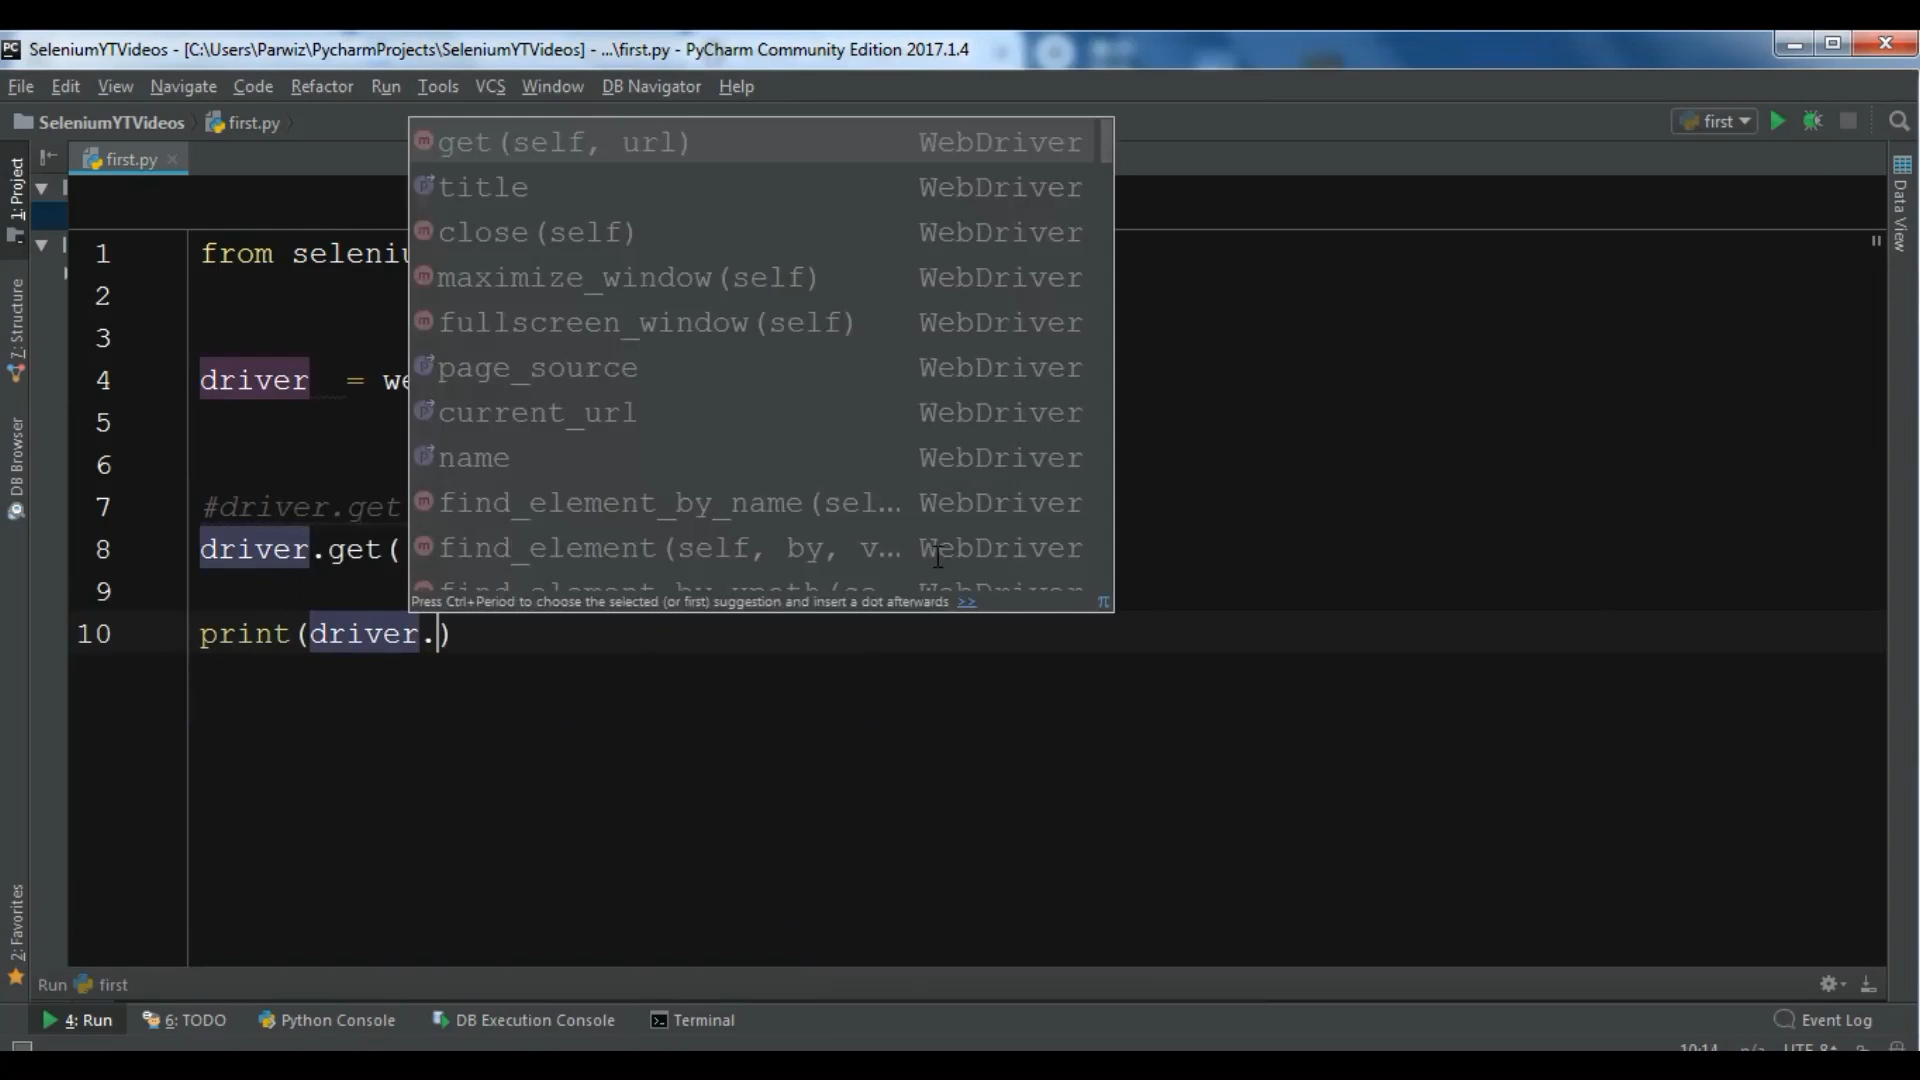 SeleniumYTVideos - [C:\Users\Parwiz\PycharmProjects\SeleniumYTVideos] - ...\first.py - PyCharm Community Edition 2017.1.4
File Edit View Navigate Code Refactor Run Tools VCS Window DB Navigator Help
SeleniumYTVideos first.py first
first.py
1: Project
7: Structure
DB Browser
2: Favorites
Data View
get(self, url) WebDriver
title WebDriver
close(self) WebDriver
maximize_window(self) WebDriver
fullscreen_window(self) WebDriver
page_source WebDriver
current_url WebDriver
name WebDriver
find_element_by_name(sel... WebDriver
find_element(self, by, v... WebDriver
Press Ctrl+Period to choose the selected (or first) suggestion and insert a dot afterwards >> π
1 from seleniu
2
3
4 driver = we
5
6
7 #driver.get
8 driver.get(
9
10 print(driver.)
Run first
4: Run 6: TODO Python Console DB Execution Console Terminal Event Log
10:14 n/a UTF-8